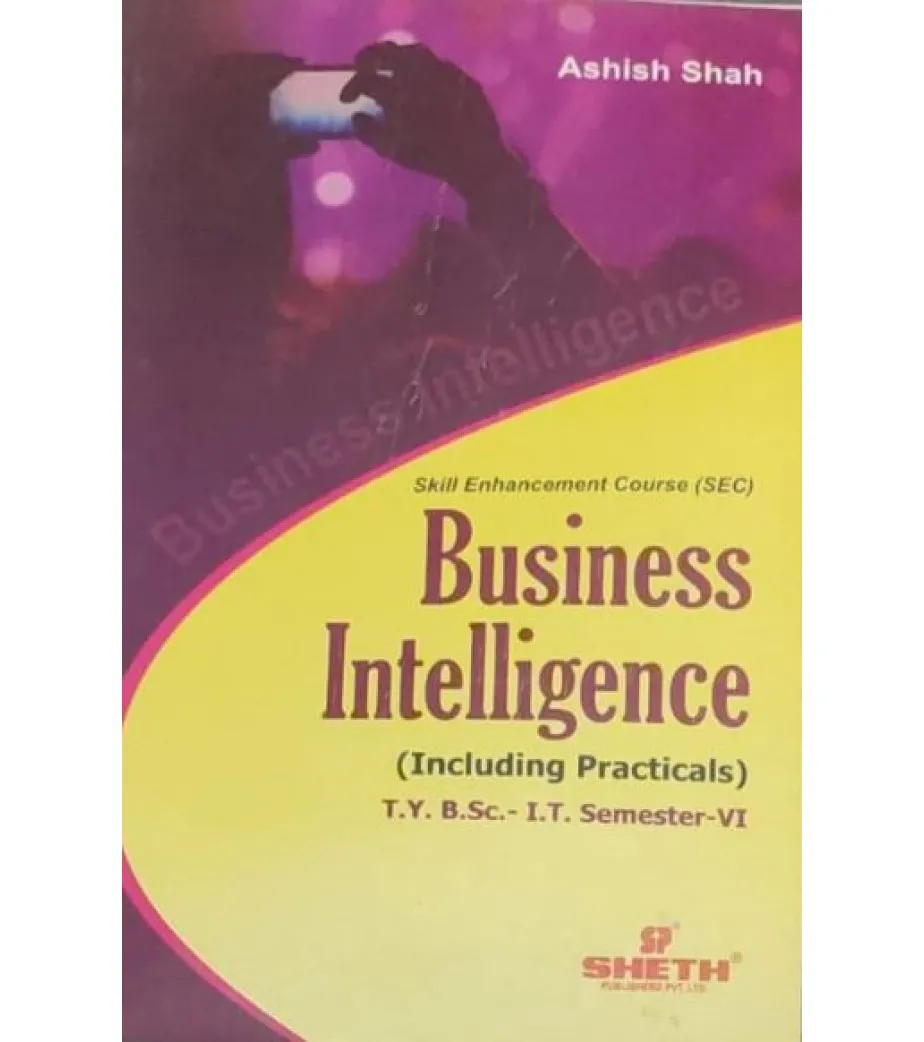 Ashish Shah
Business Intelligence
Skill Enhancement Course (SEC)
Business
Intelligence
(Including Practicals)
T.Y. B.Sc.- I.T. Semester-VI
SP®
SHETH®
PUBLISHERS PVT. LTD.